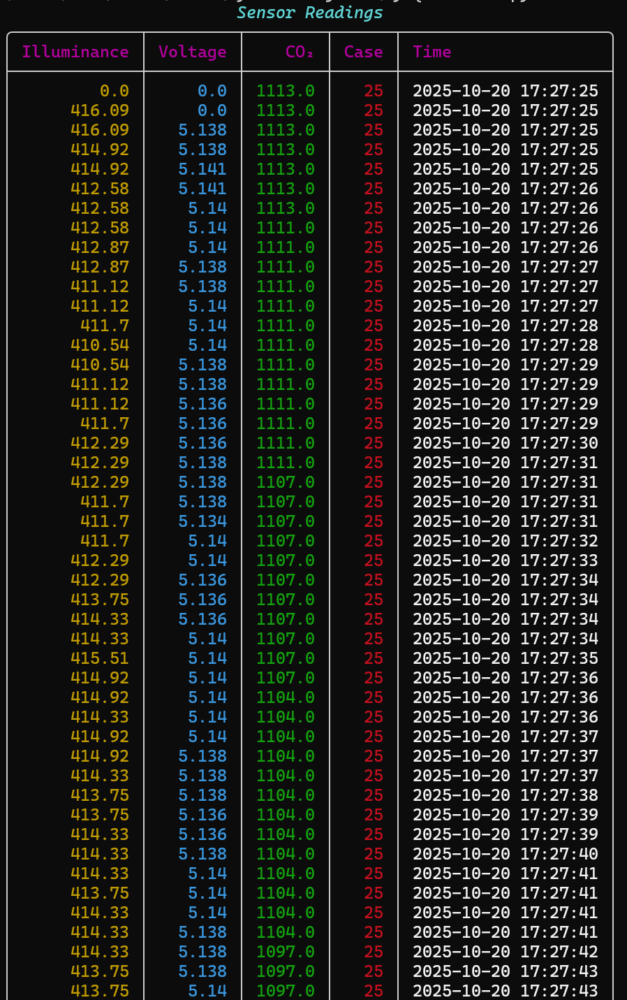 Sensor Readings
Illuminance Voltage CO₂ Case Time
0.0 0.0 1113.0 25 2025-10-20 17:27:25
416.09 0.0 1113.0 25 2025-10-20 17:27:25
416.09 5.138 1113.0 25 2025-10-20 17:27:25
414.92 5.138 1113.0 25 2025-10-20 17:27:25
414.92 5.141 1113.0 25 2025-10-20 17:27:25
412.58 5.141 1113.0 25 2025-10-20 17:27:26
412.58 5.14 1113.0 25 2025-10-20 17:27:26
412.58 5.14 1111.0 25 2025-10-20 17:27:26
412.87 5.14 1111.0 25 2025-10-20 17:27:26
412.87 5.138 1111.0 25 2025-10-20 17:27:27
411.12 5.138 1111.0 25 2025-10-20 17:27:27
411.12 5.14 1111.0 25 2025-10-20 17:27:27
411.7 5.14 1111.0 25 2025-10-20 17:27:28
410.54 5.14 1111.0 25 2025-10-20 17:27:28
410.54 5.138 1111.0 25 2025-10-20 17:27:29
411.12 5.138 1111.0 25 2025-10-20 17:27:29
411.12 5.136 1111.0 25 2025-10-20 17:27:29
411.7 5.136 1111.0 25 2025-10-20 17:27:29
412.29 5.136 1111.0 25 2025-10-20 17:27:30
412.29 5.138 1111.0 25 2025-10-20 17:27:31
412.29 5.138 1107.0 25 2025-10-20 17:27:31
411.7 5.138 1107.0 25 2025-10-20 17:27:31
411.7 5.134 1107.0 25 2025-10-20 17:27:31
411.7 5.14 1107.0 25 2025-10-20 17:27:32
412.29 5.14 1107.0 25 2025-10-20 17:27:33
412.29 5.136 1107.0 25 2025-10-20 17:27:34
413.75 5.136 1107.0 25 2025-10-20 17:27:34
414.33 5.136 1107.0 25 2025-10-20 17:27:34
414.33 5.14 1107.0 25 2025-10-20 17:27:34
415.51 5.14 1107.0 25 2025-10-20 17:27:35
414.92 5.14 1107.0 25 2025-10-20 17:27:36
414.92 5.14 1104.0 25 2025-10-20 17:27:36
414.33 5.14 1104.0 25 2025-10-20 17:27:36
414.92 5.14 1104.0 25 2025-10-20 17:27:37
414.92 5.138 1104.0 25 2025-10-20 17:27:37
414.33 5.138 1104.0 25 2025-10-20 17:27:37
413.75 5.138 1104.0 25 2025-10-20 17:27:38
413.75 5.136 1104.0 25 2025-10-20 17:27:39
414.33 5.136 1104.0 25 2025-10-20 17:27:39
414.33 5.138 1104.0 25 2025-10-20 17:27:40
414.33 5.14 1104.0 25 2025-10-20 17:27:41
413.75 5.14 1104.0 25 2025-10-20 17:27:41
414.33 5.14 1104.0 25 2025-10-20 17:27:41
414.33 5.138 1104.0 25 2025-10-20 17:27:41
414.33 5.138 1097.0 25 2025-10-20 17:27:42
413.75 5.138 1097.0 25 2025-10-20 17:27:43
413.75 5.14 1097.0 25 2025-10-20 17:27:43